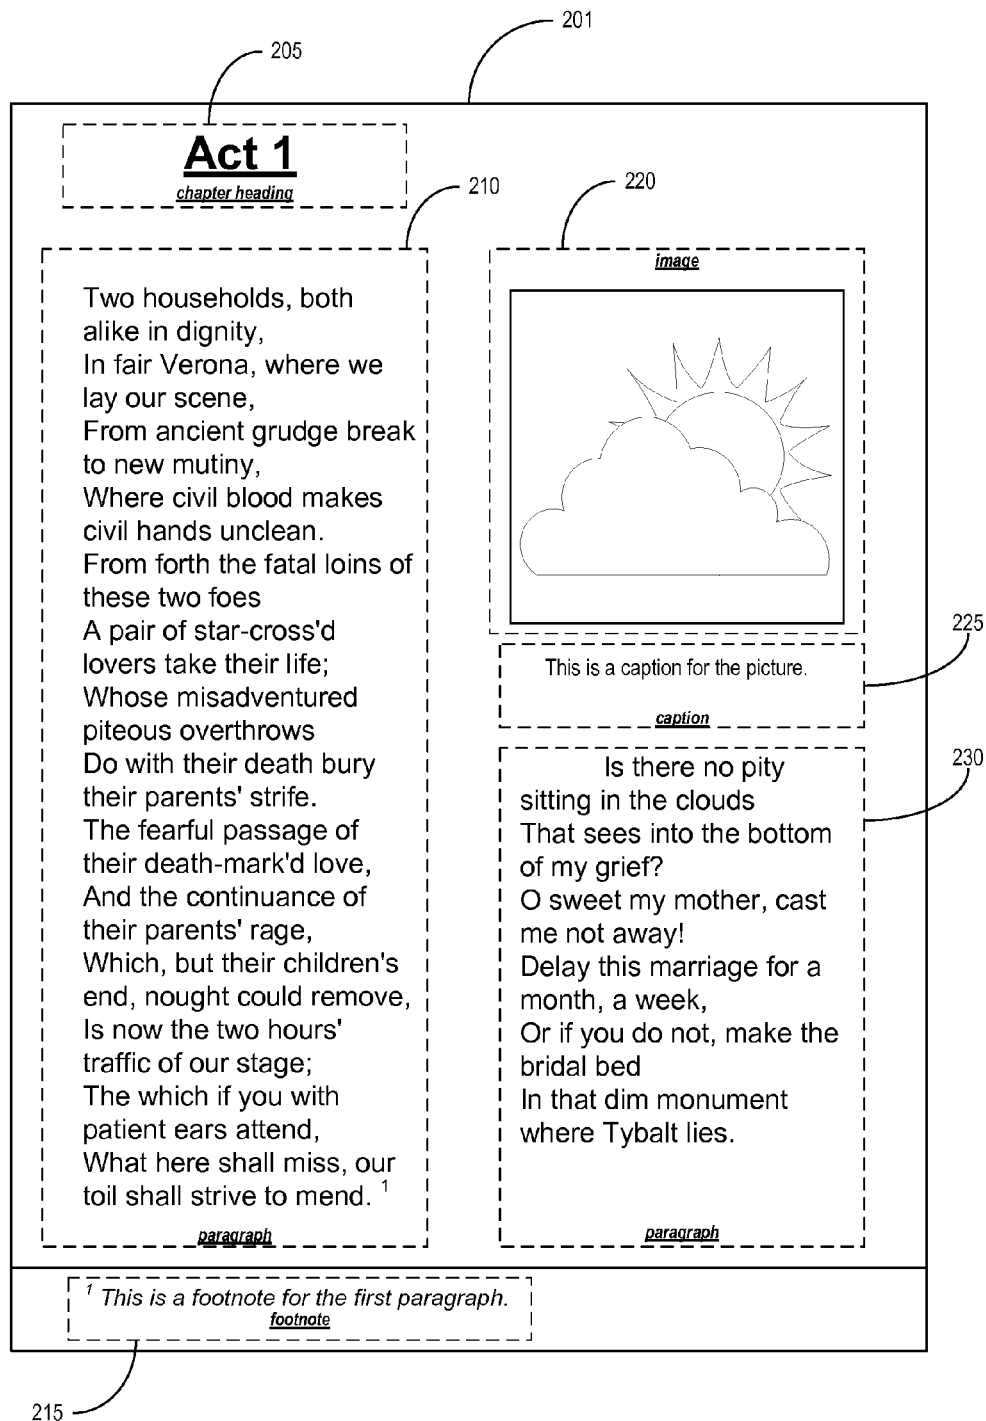 201
205
Act 1
chapter heading
210
Two households, both
alike in dignity,
In fair Verona, where we
lay our scene,
From ancient grudge break
to new mutiny,
Where civil blood makes
civil hands unclean.
From forth the fatal loins of
these two foes
A pair of star-cross'd
lovers take their life;
Whose misadventured
piteous overthrows
Do with their death bury
their parents' strife.
The fearful passage of
their death-mark'd love,
And the continuance of
their parents' rage,
Which, but their children's
end, nought could remove,
Is now the two hours'
traffic of our stage;
The which if you with
patient ears attend,
What here shall miss, our
toil shall strive to mend. 1
paragraph
220
image
225
This is a caption for the picture.
caption
230
Is there no pity
sitting in the clouds
That sees into the bottom
of my grief?
O sweet my mother, cast
me not away!
Delay this marriage for a
month, a week,
Or if you do not, make the
bridal bed
In that dim monument
where Tybalt lies.
paragraph
1 This is a footnote for the first paragraph.
footnote
215